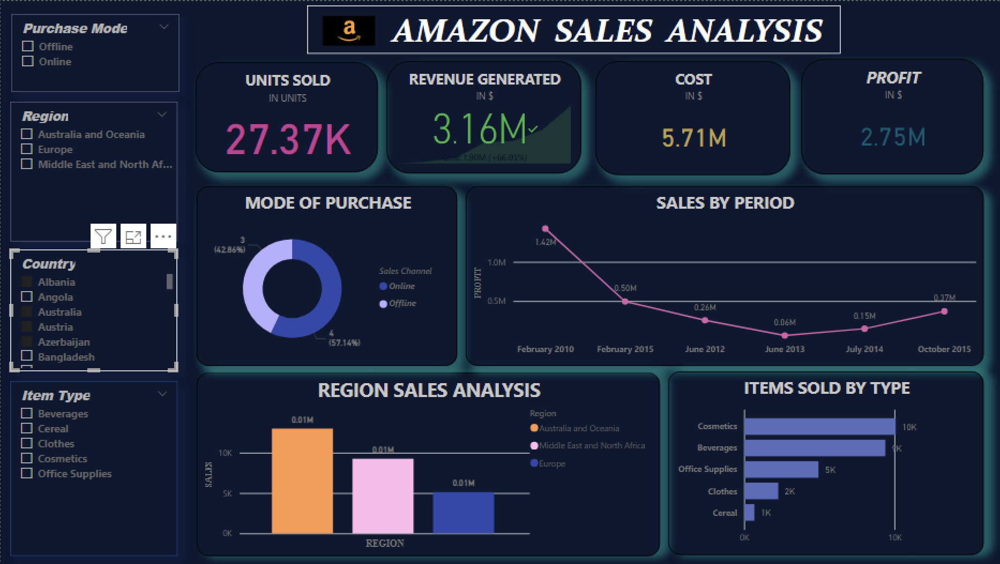 Purchase Mode
Offline
Online
Region
Australia and Oceania
Europe
Middle East and North Af...
Country
Albania
Angola
Australia
Austria
Azerbaijan
Bangladesh
Item Type
Beverages
Cereal
Clothes
Cosmetics
Office Supplies
a AMAZON SALES ANALYSIS
UNITS SOLD
IN UNITS
27.37K
REVENUE GENERATED
IN $
3.16M
Goal: 1.90M (+66.03%)
COST
IN $
5.71M
PROFIT
IN $
2.75M
MODE OF PURCHASE
3
(42.86%)
4
(57.14%)
Sales Channel
Online
Offline
SALES BY PERIOD
PROFIT
1.0M
0.5M
1.42M
0.50M
0.26M
0.06M
0.15M
0.37M
February 2010
February 2015
June 2012
June 2013
July 2014
October 2015
REGION SALES ANALYSIS
SALES
10K
5K
0K
0.01M
0.01M
0.01M
REGION
Region
Australia and Oceania
Middle East and North Africa
Europe
ITEMS SOLD BY TYPE
Cosmetics 10K
Beverages 9K
Office Supplies 5K
Clothes 2K
Cereal 1K
0K 10K